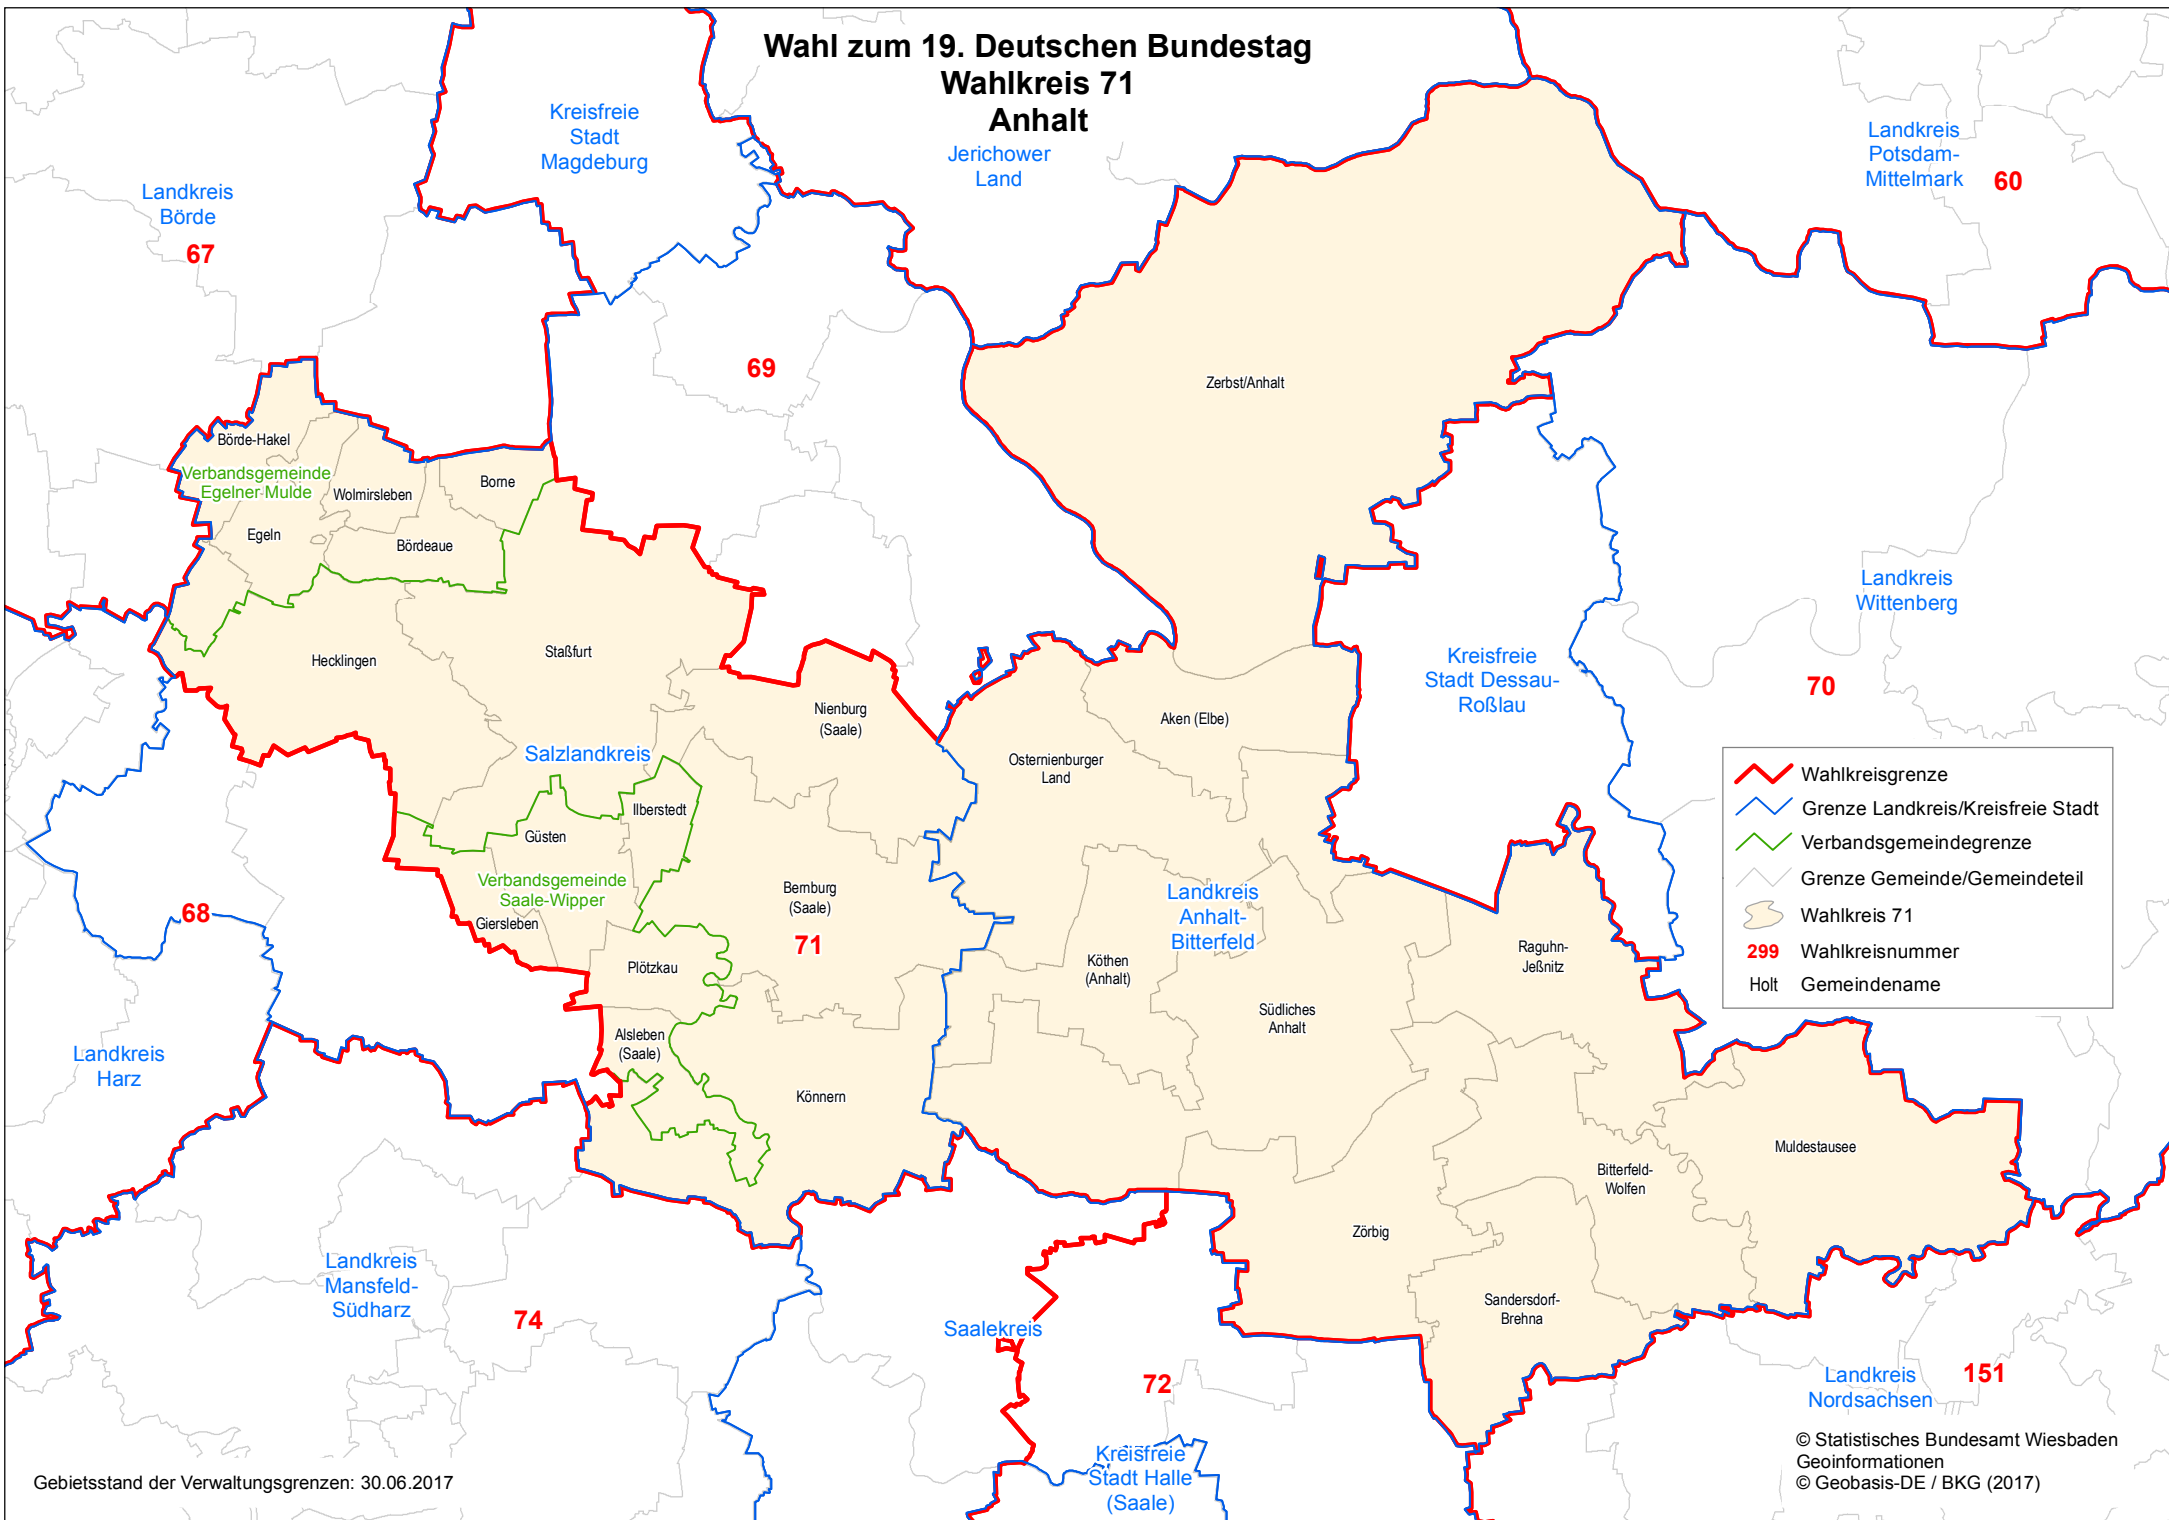 Wahl zum 19. Deutschen Bundestag
Wahlkreis 71
Anhalt
Kreisfreie
Stadt
Magdeburg
Jerichower
Land
Landkreis
Potsdam-
Mittelmark
60
Landkreis
Börde
67
69
Zerbst/Anhalt
Börde-Hakel
Verbandsgemeinde
Egelner-Mulde
Wolmirsleben
Borne
Egeln
Bördeaue
Landkreis
Wittenberg
Hecklingen
Staßfurt
Kreisfreie
Stadt Dessau-
Roßlau
70
Nienburg
(Saale)
Aken (Elbe)
Salzlandkreis
Osternienburger
Land
Ilberstedt
Güsten
Verbandsgemeinde
Saale-Wipper
Giersleben
Bernburg
(Saale)
71
Landkreis
Anhalt-
Bitterfeld
68
Plötzkau
Köthen
(Anhalt)
Raguhn-
Jeßnitz
Südliches
Anhalt
Alsleben
(Saale)
Landkreis
Harz
Könnern
Muldestausee
Bitterfeld-
Wolfen
Zörbig
Landkreis
Mansfeld-
Südharz
74
Sandersdorf-
Brehna
Saalekreis
72
Landkreis
Nordsachsen
151
Kreisfreie
Stadt Halle
(Saale)
Wahlkreisgrenze
Grenze Landkreis/Kreisfreie Stadt
Verbandsgemeindegrenze
Grenze Gemeinde/Gemeindeteil
Wahlkreis 71
299 Wahlkreisnummer
Holt Gemeindename
Gebietsstand der Verwaltungsgrenzen: 30.06.2017
© Statistisches Bundesamt Wiesbaden
Geoinformationen
© Geobasis-DE / BKG (2017)